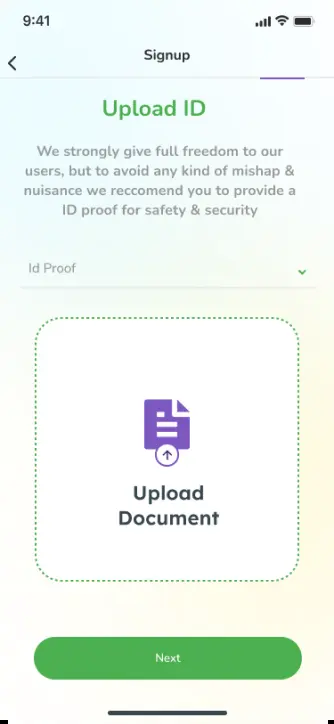 9:41
Signup
Upload ID
We strongly give full freedom to our
users, but to avoid any kind of mishap &
nuisance we reccomend you to provide a
ID proof for safety & security
Id Proof
Upload
Document
Next